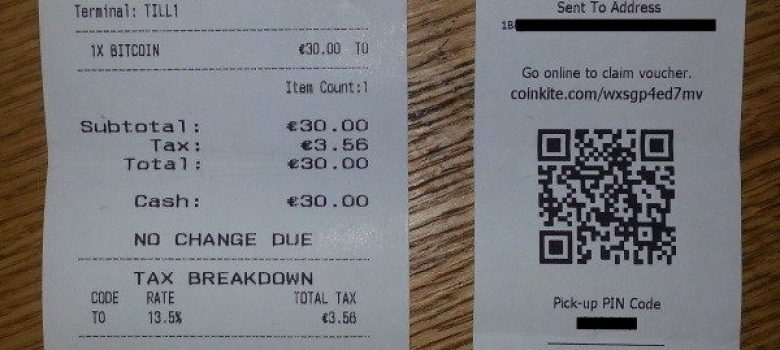 Terminal: TILL1
1X BITCOIN €30.00 TO
Item Count:1
Subtotal: €30.00
Tax: €3.56
Total: €30.00
Cash: €30.00
NO CHANGE DUE
TAX BREAKDOWN
CODE RATE TOTAL TAX
TO 13.5% €3.56
Sent To Address
1B
Go online to claim voucher.
coinkite.com/wxsgp4ed7mv
Pick-up PIN Code